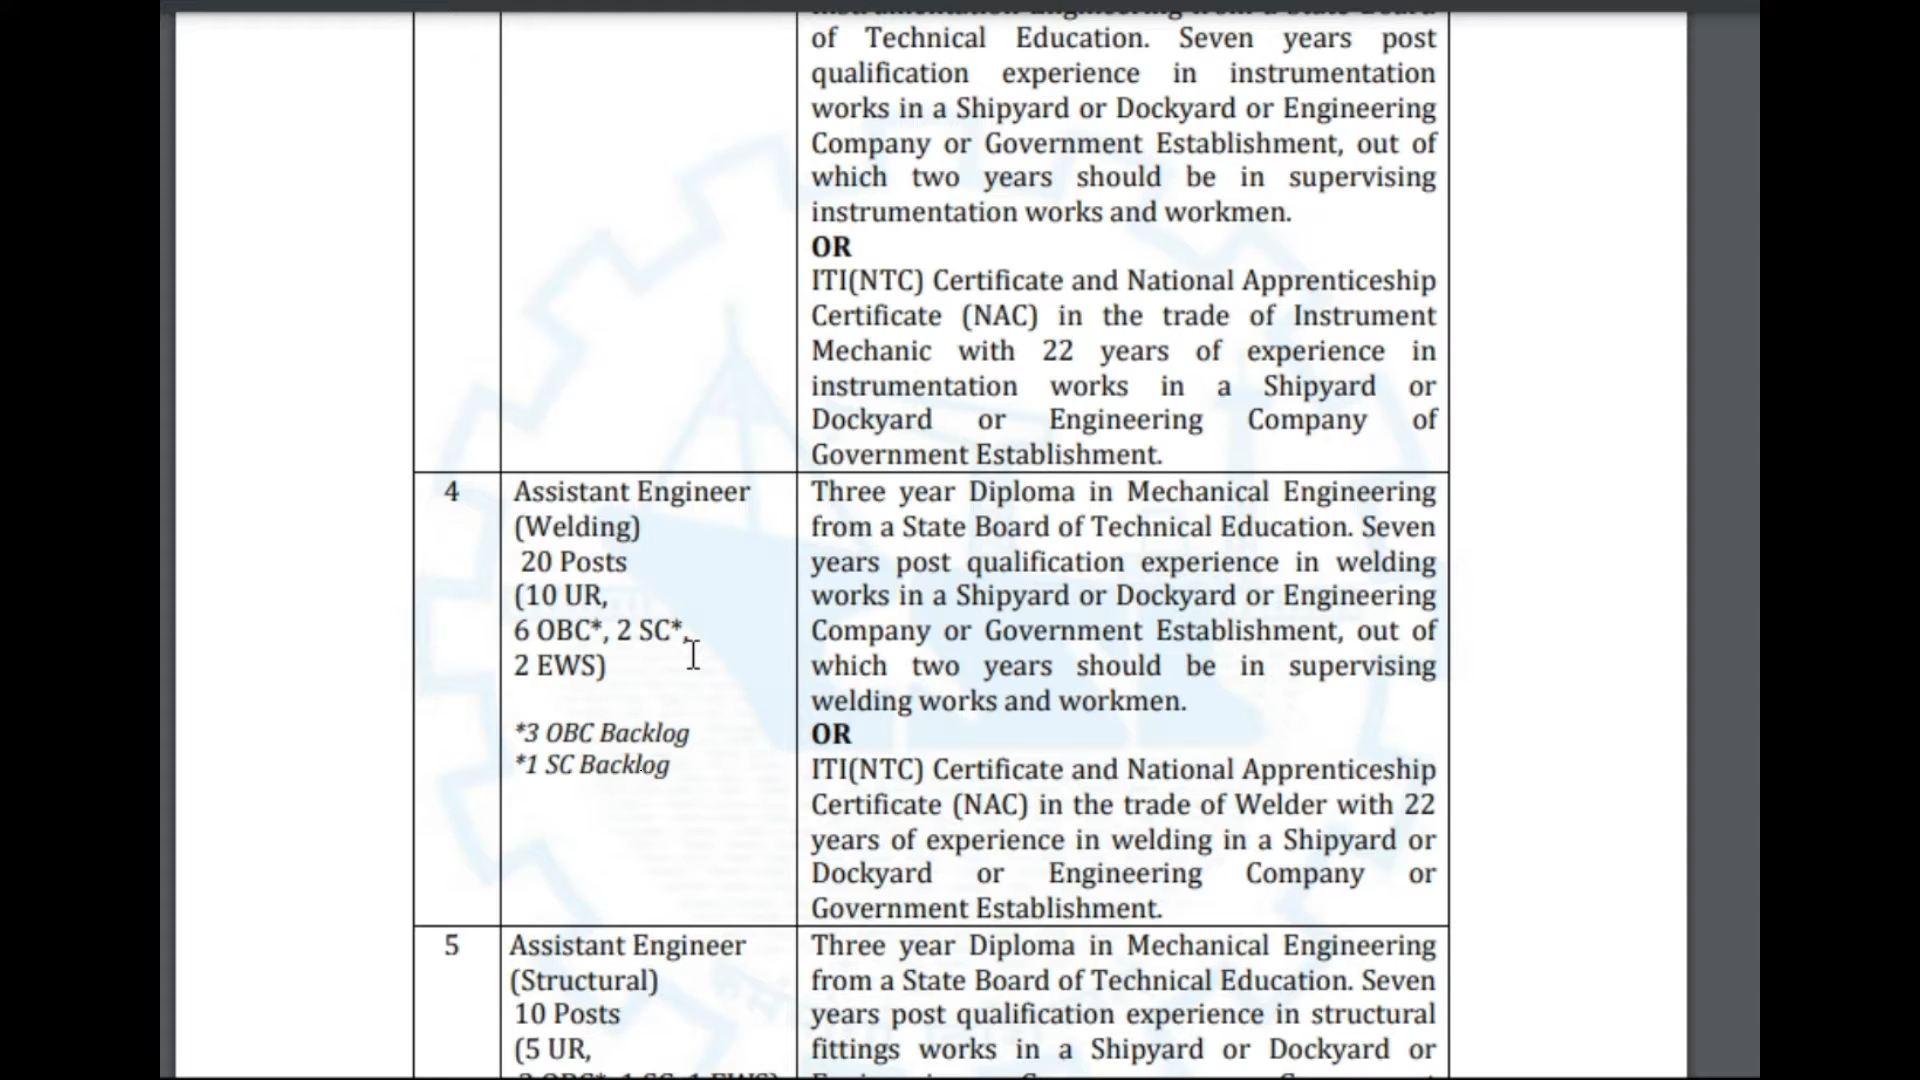 of Technical Education. Seven years post
qualification experience in instrumentation
works in a Shipyard or Dockyard or Engineering
Company or Government Establishment, out of
which two years should be in supervising
instrumentation works and workmen.
OR
ITI(NTC) Certificate and National Apprenticeship
Certificate (NAC) in the trade of Instrument
Mechanic with 22 years of experience in
instrumentation works in a Shipyard or
Dockyard or Engineering Company of
Government Establishment.
4
Assistant Engineer
(Welding)
20 Posts
(10 UR,
6 OBC*, 2 SC*,
2 EWS)
*3 OBC Backlog
*1 SC Backlog
Three year Diploma in Mechanical Engineering
from a State Board of Technical Education. Seven
years post qualification experience in welding
works in a Shipyard or Dockyard or Engineering
Company or Government Establishment, out of
which two years should be in supervising
welding works and workmen.
OR
ITI(NTC) Certificate and National Apprenticeship
Certificate (NAC) in the trade of Welder with 22
years of experience in welding in a Shipyard or
Dockyard or Engineering Company or
Government Establishment.
5
Assistant Engineer
(Structural)
10 Posts
(5 UR,
Three year Diploma in Mechanical Engineering
from a State Board of Technical Education. Seven
years post qualification experience in structural
fittings works in a Shipyard or Dockyard or